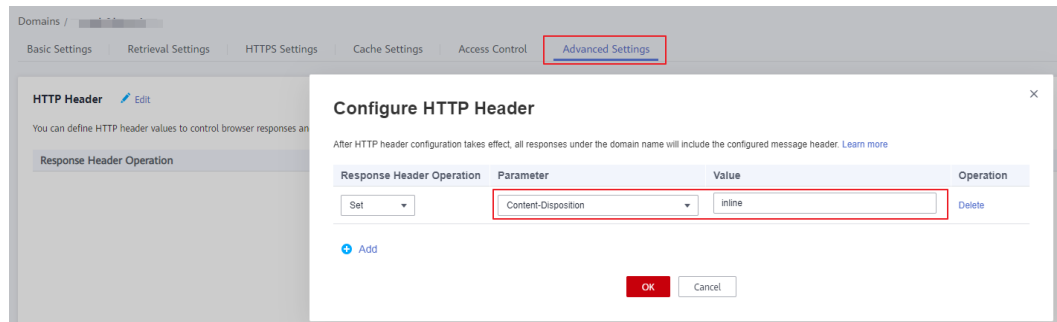 Domains /
Basic Settings Retrieval Settings HTTPS Settings Cache Settings Access Control Advanced Settings
HTTP Header Edit
You can define HTTP header values to control browser responses an
Response Header Operation
Configure HTTP Header
After HTTP header configuration takes effect, all responses under the domain name will include the configured message header. Learn more
Response Header Operation Parameter Value Operation
Set Content-Disposition inline Delete
Add
OK Cancel